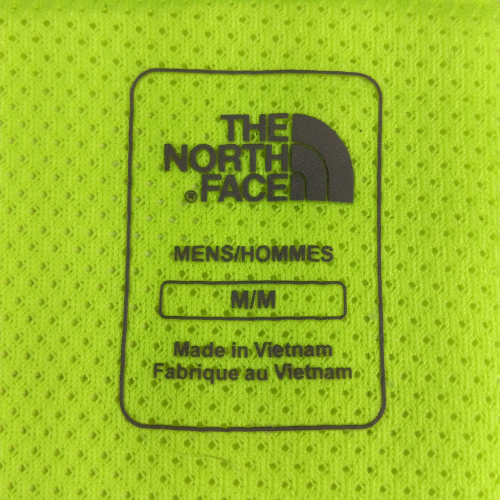 THE
NORTH
®FACE
MENS/HOMMES
M/M
Made in Vietnam
Fabrique au Vietnam